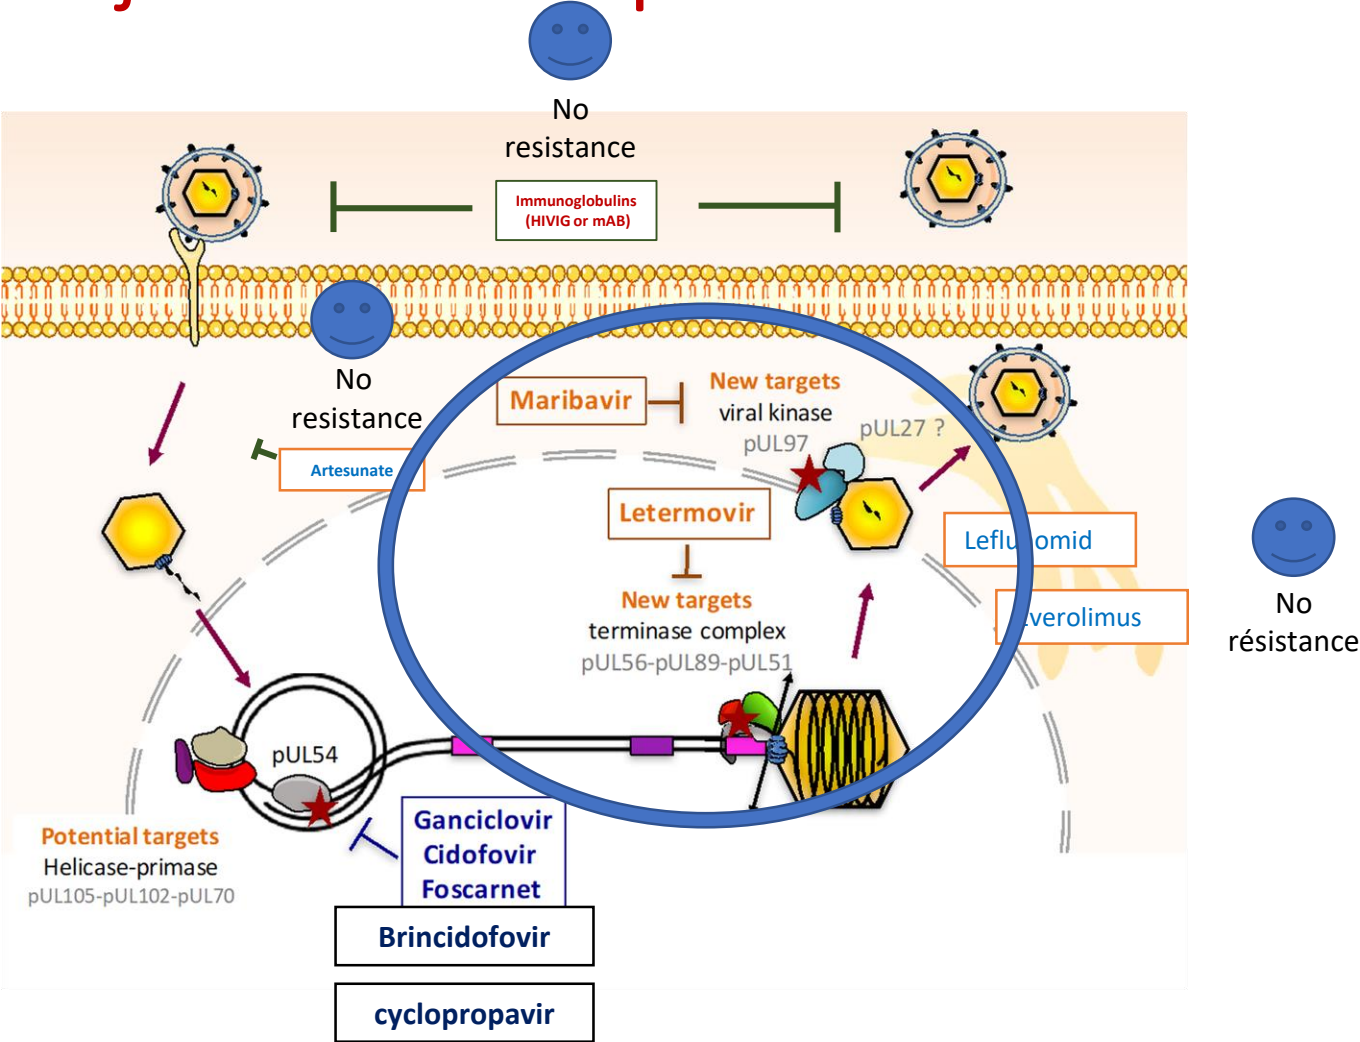 No
resistance
Immunoglobulins
(HIVIG or mAB)
No
resistance
Artesunate
Maribavir
New targets
viral kinase
pUL97
pUL27 ?
Letermovir
New targets
terminase complex
pUL56-pUL89-pUL51
No
résistance
pUL54
Potential targets
Helicase-primase
pUL105-pUL102-pUL70
Ganciclovir
Cidofovir
Foscarnet
Brincidofovir
cyclopropavir